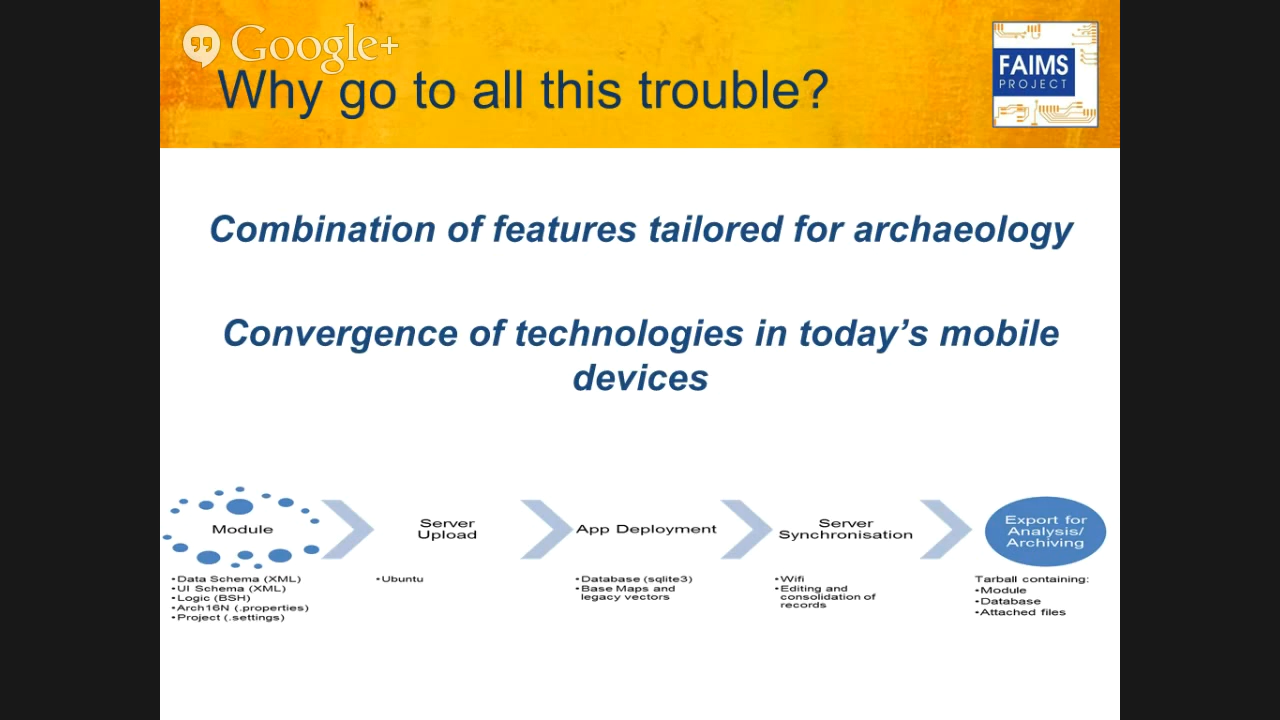 Google+
Why go to all this trouble?
FAIMS
PROJECT
Combination of features tailored for archaeology
Convergence of technologies in today’s mobile
devices
Module
Server
Upload
App Deployment
Server
Synchronisation
Export for
Analysis/
Archiving
•Data Schema (XML)
•UI Schema (XML)
•Logic (BSH)
•Arch16N (.properties)
•Project (.settings)
•Ubuntu
•Database (sqlite3)
•Base Maps and
legacy vectors
•Wifi
•Editing and
consolidation of
records
Tarball containing:
•Module
•Database
•Attached files